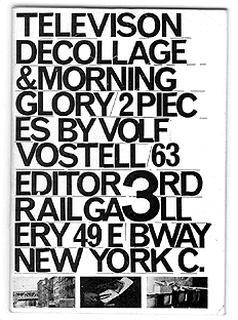 TELEVISON
DECOLLAGE
&MORNING
GLORY/2 PIEC
ES BY VOLF
VOSTELL/63
EDITOR 3RD
RAIL GA3LL
ERY 49 E BWAY
NEW YORK C.